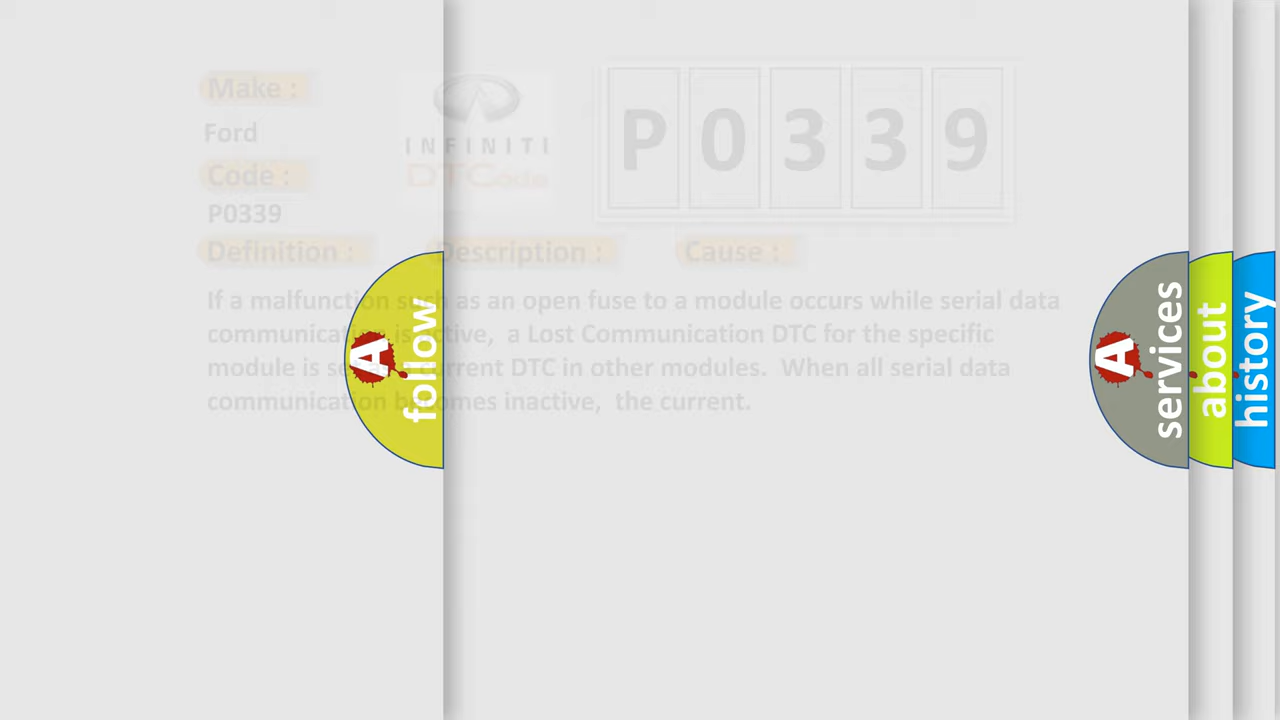 Make :
Ford
Code :
P0339
INFINITI
DTCode
P 0 3 3 9
Definition :
Description :
Cause :
If a malfunction such as an open fuse to a module occurs while serial data
communication is active,  a Lost Communication DTC for the specific
module is set as a current DTC in other modules.  When all serial data
communication becomes inactive,  the current.
A
follow
A
services
about
history